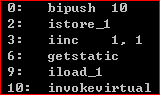 0: bipush 10
2: istore_1
3: iinc 1, 1
6: getstatic
9: iload_1
10: invokevirtual